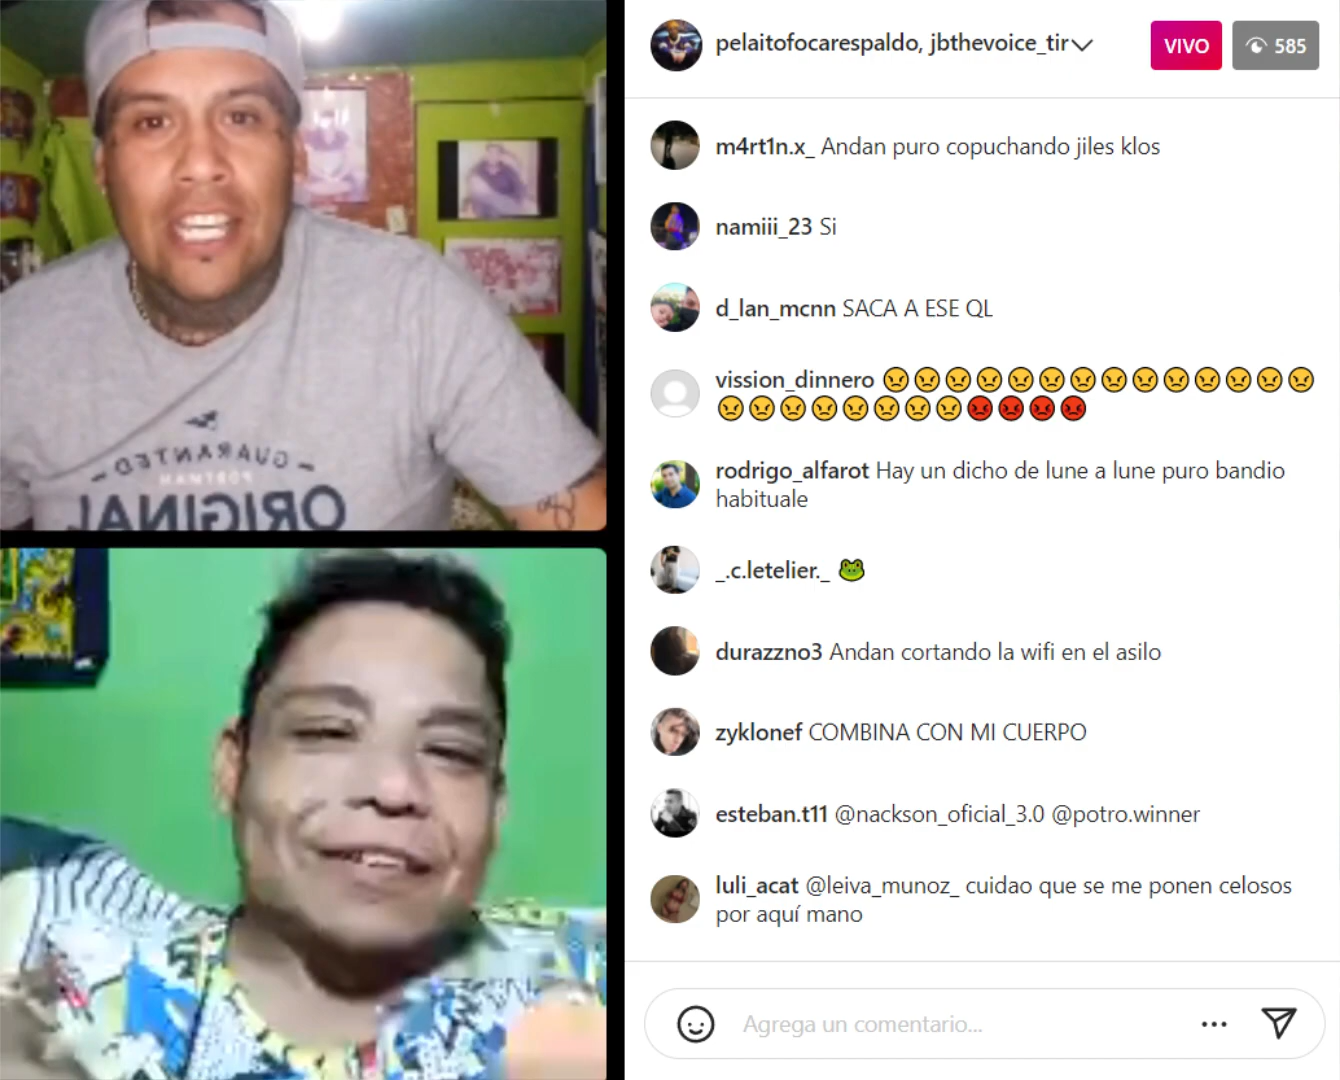 GUARANTED
PORTMAN
ORIGINAL
pelaitofocarespaldo, jbthevoice_tir
VIVO
585
m4rt1n.x_ Andan puro copuchando jiles klos
namiii_23 Si
d_lan_mcnn SACA A ESE QL
vission_dinnero 😠😠😠😠😠😠😠😠😠😠😠😠😠😠
😠😠😠😠😠😠😠😠😡😡😡😡
rodrigo_alfarot Hay un dicho de lune a lune puro bandio
habituale
_.c.letelier._ 🐸
durazzno3 Andan cortando la wifi en el asilo
zyklonef COMBINA CON MI CUERPO
esteban.t11 @nackson_oficial_3.0 @potro.winner
luli_acat @leiva_munoz_ cuidao que se me ponen celosos
por aquí mano
Agrega un comentario...